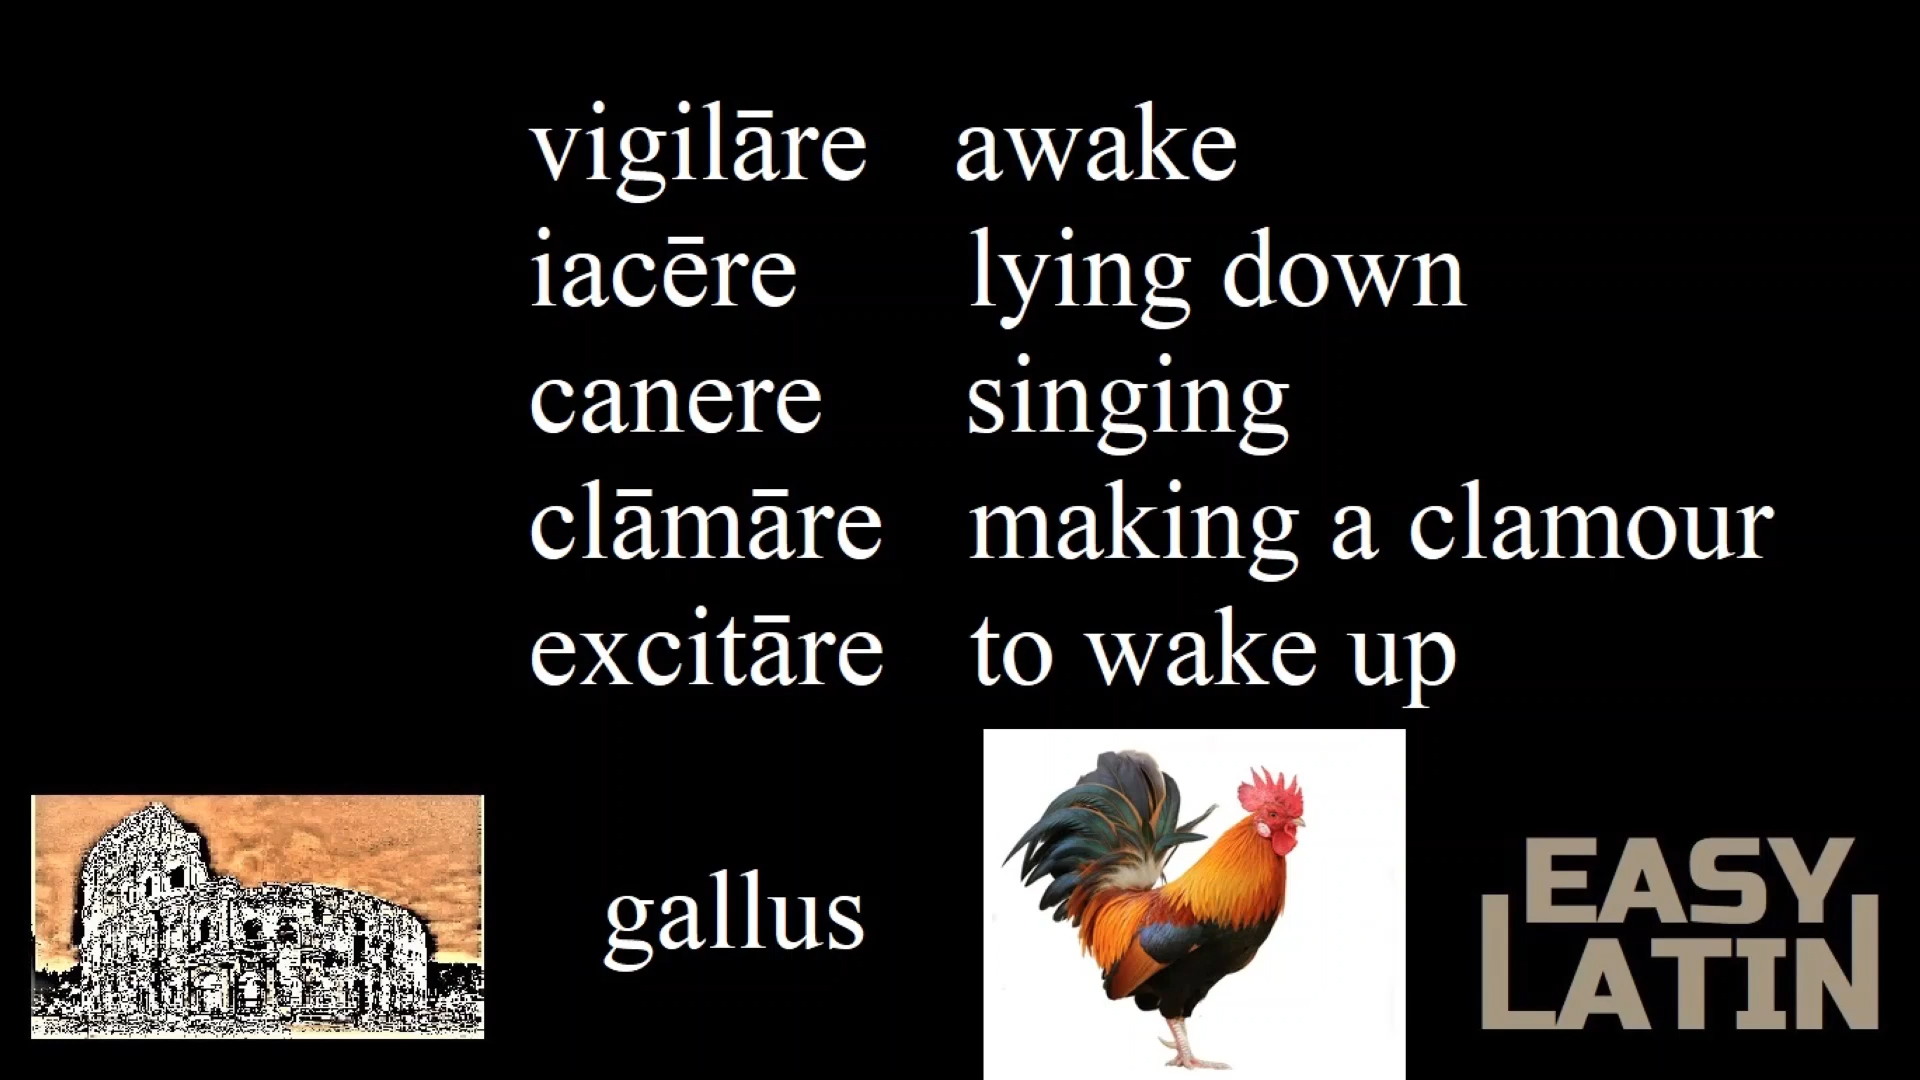 vigilāre awake
iacēre lying down
canere singing
clāmāre making a clamour
excitāre to wake up
gallus
EASY
LATIN